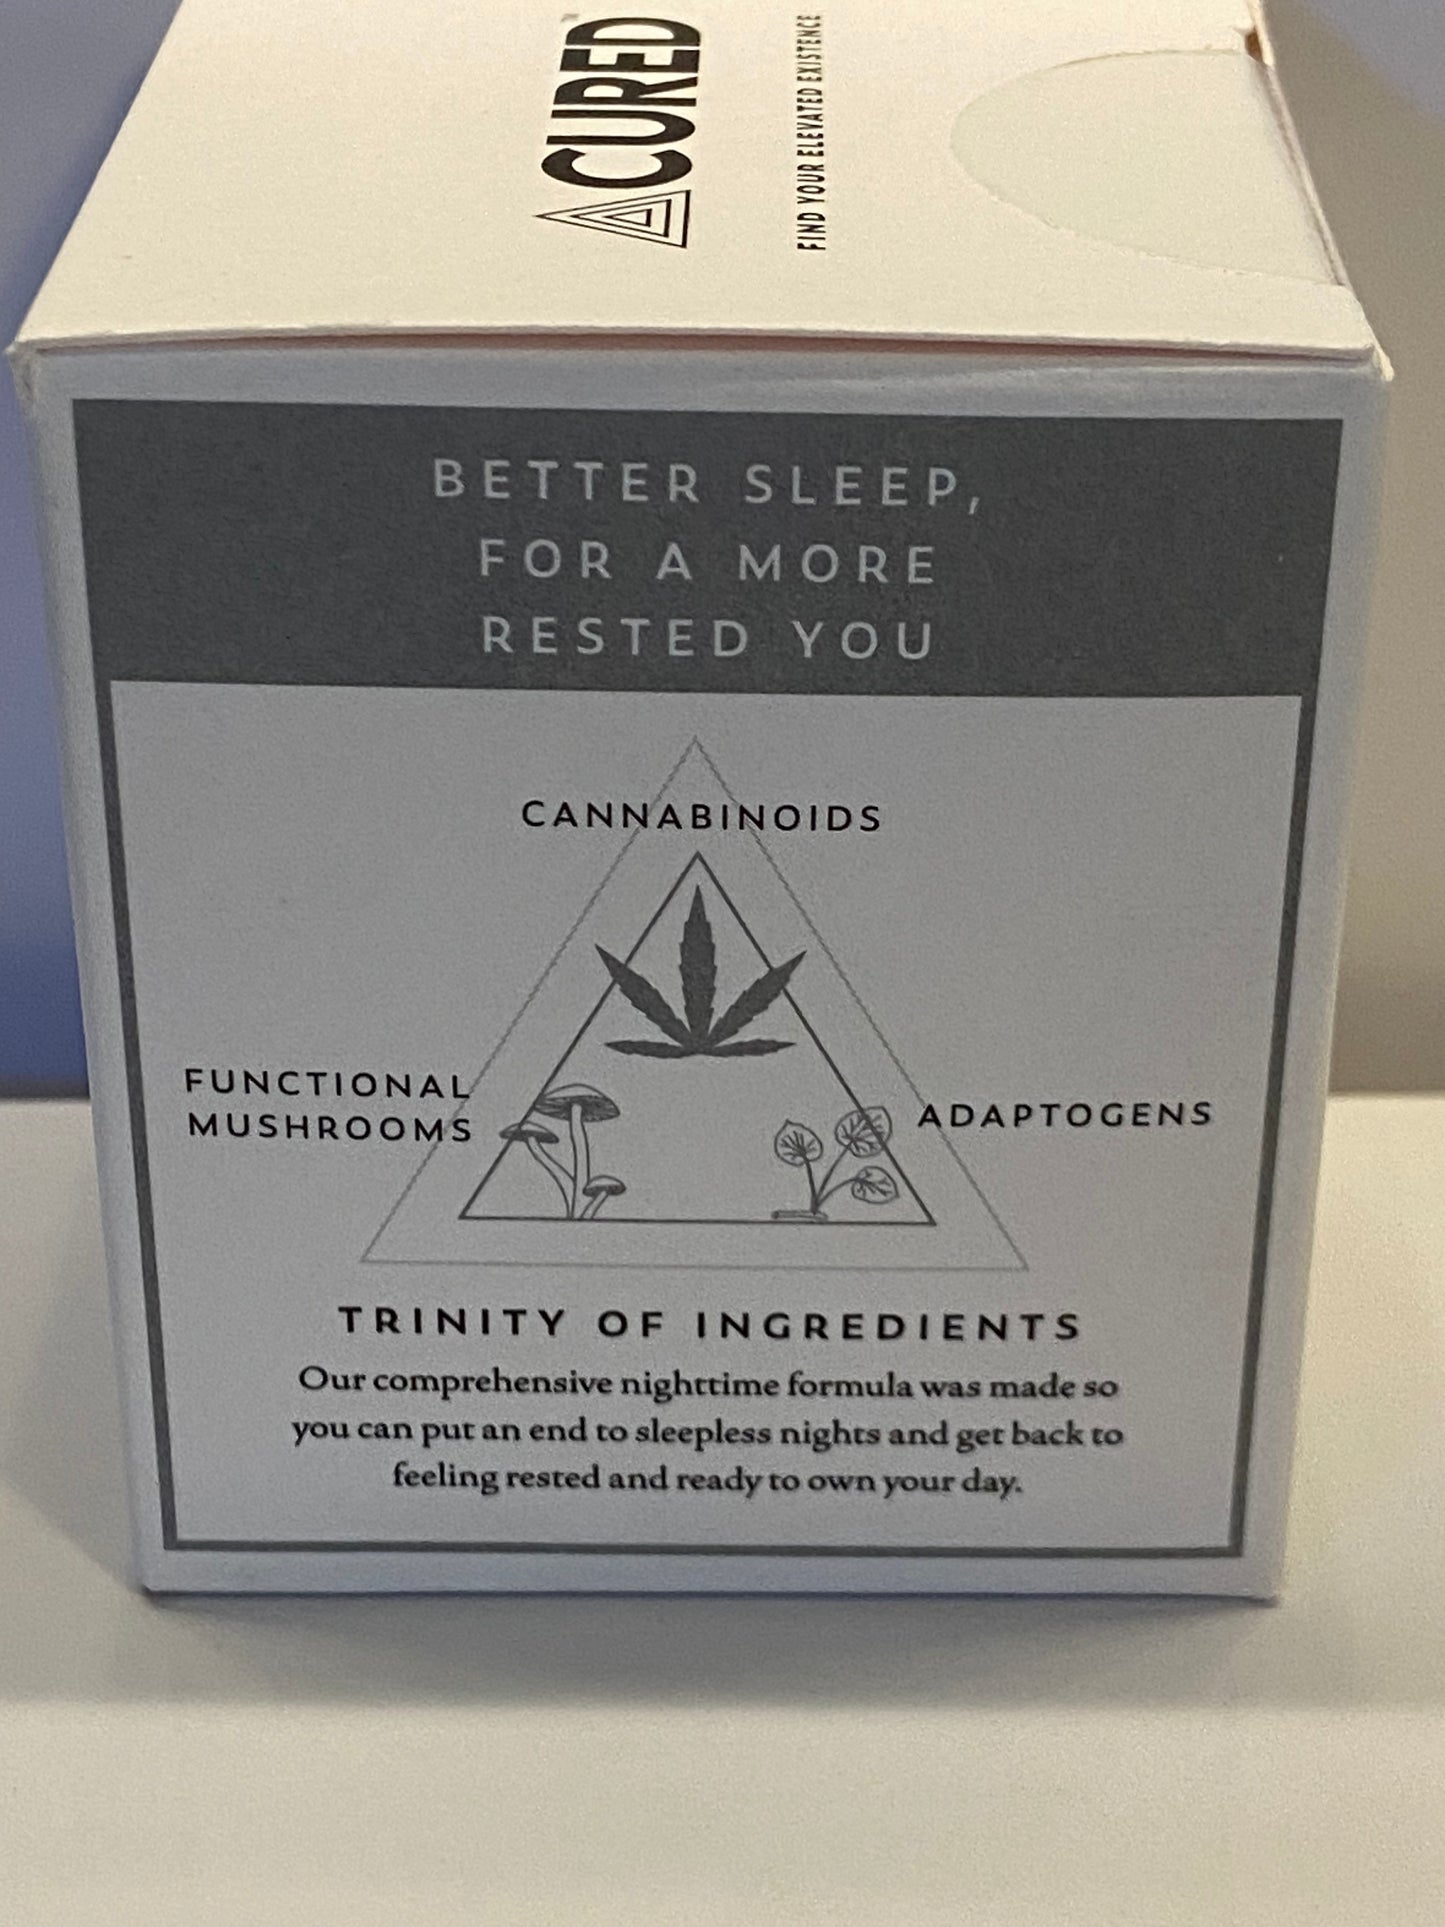 CURED™
FIND YOUR ELEVATED EXISTENCE
BETTER SLEEP,
FOR A MORE
RESTED YOU
CANNABINOIDS
FUNCTIONAL
MUSHROOMS
ADAPTOGENS
TRINITY OF INGREDIENTS
Our comprehensive nighttime formula was made so
you can put an end to sleepless nights and get back to
feeling rested and ready to own your day.